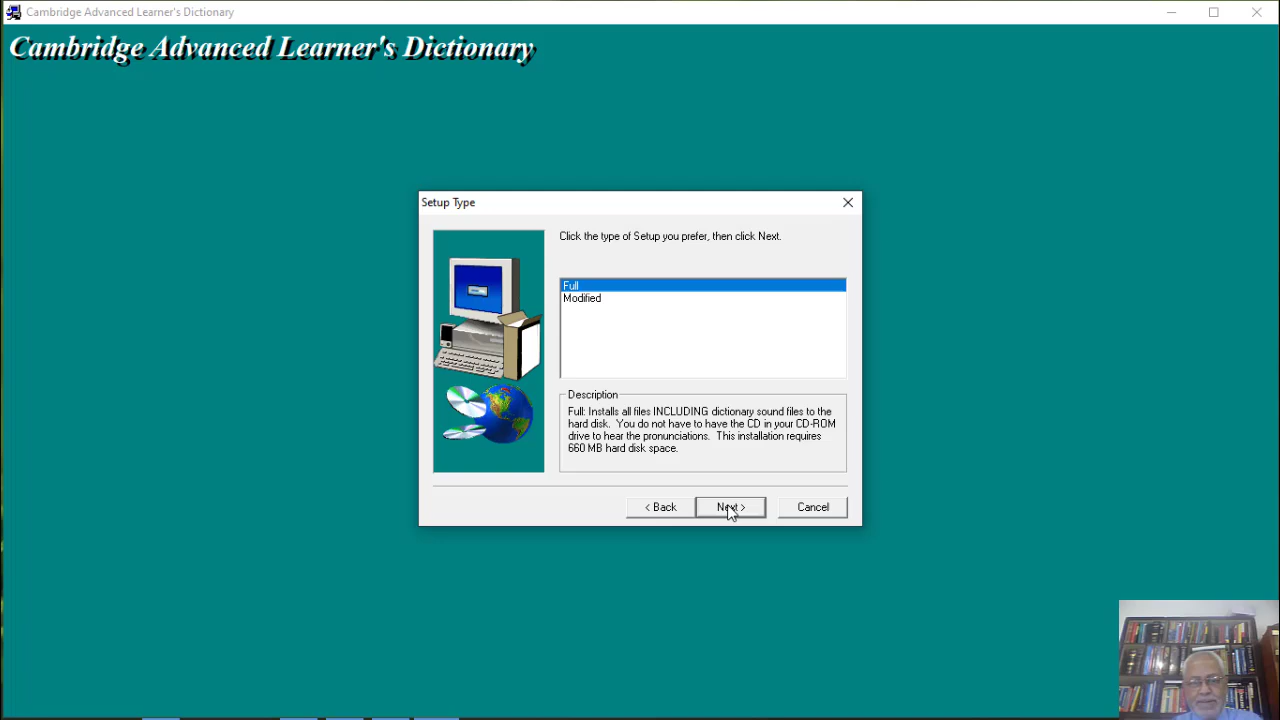 Cambridge Advanced Learner's Dictionary
Cambridge Advanced Learner's Dictionary
Setup Type
Click the type of Setup you prefer, then click Next.
Full
Modified
Description
Full: Installs all files INCLUDING dictionary sound files to the
hard disk. You do not have to have the CD in your CD-ROM
drive to hear the pronunciations. This installation requires
660 MB hard disk space.
< Back
Next >
Cancel